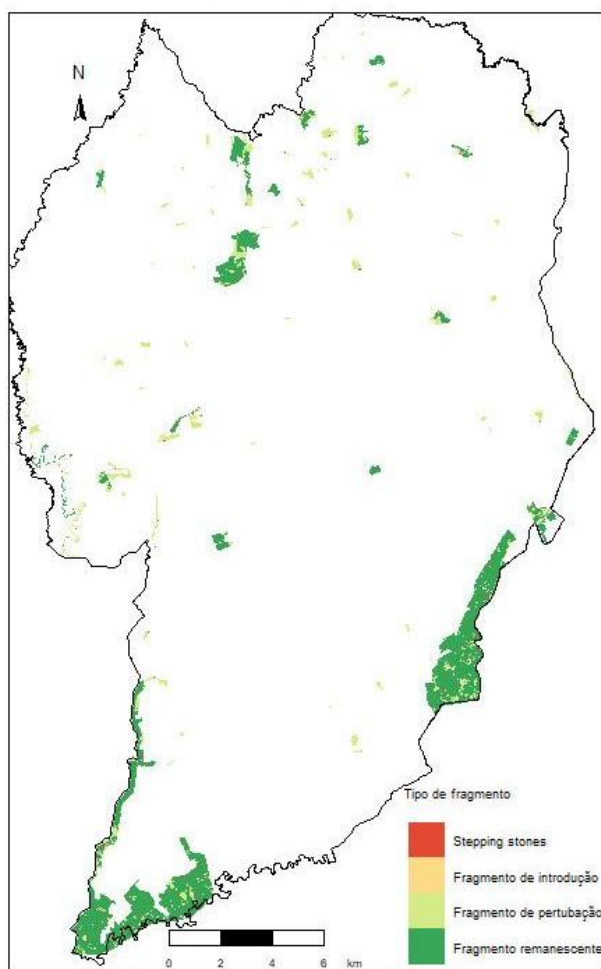 N
Tipo de fragmento
Stepping stones
Fragmento de introdução
Fragmento de pertubação
Fragmento remanescente
0 2 4 6 km